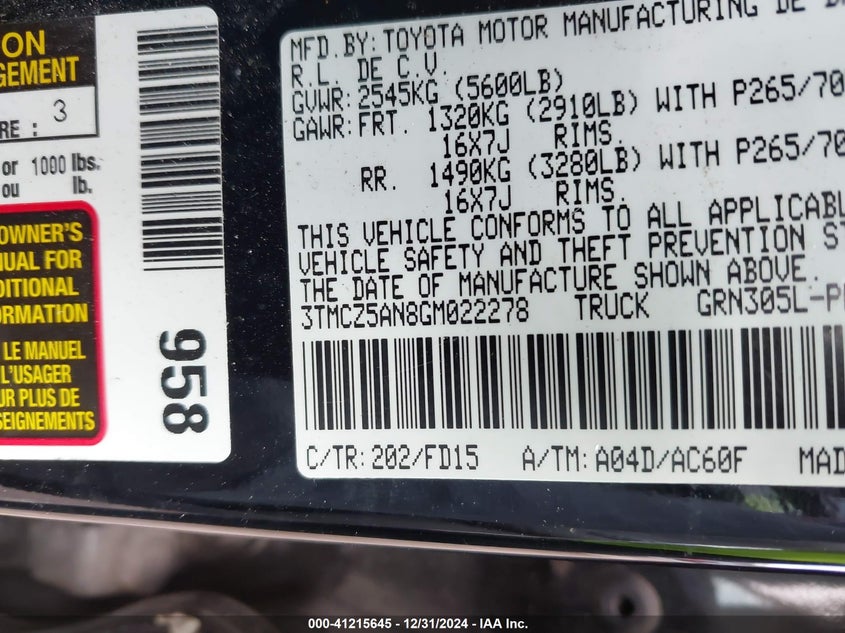 ON
GEMENT
RE : 3
or 1000 lbs.
ou lb.
OWNER'S
NUAL FOR
DITIONAL
ORMATION
LE MANUEL
L'USAGER
UR PLUS DE
SEIGNEMENTS
958
MFD. BY: TOYOTA MOTOR MANUFACTURING DE B
R.L. DE C.V.
GVWR: 2545KG (5600LB)
GAWR: FRT. 1320KG (2910LB) WITH P265/70
16X7J RIMS.
RR. 1490KG (3280LB) WITH P265/70
16X7J RIMS.
THIS VEHICLE CONFORMS TO ALL APPLICABL
VEHICLE SAFETY AND THEFT PREVENTION ST
THE DATE OF MANUFACTURE SHOWN ABOVE.
3TMCZ5AN8GM022278 TRUCK GRN305L-P
C/TR: 202/FD15 A/TM: A04D/AC60F MAD
000-41215645 - 12/31/2024 - IAA Inc.